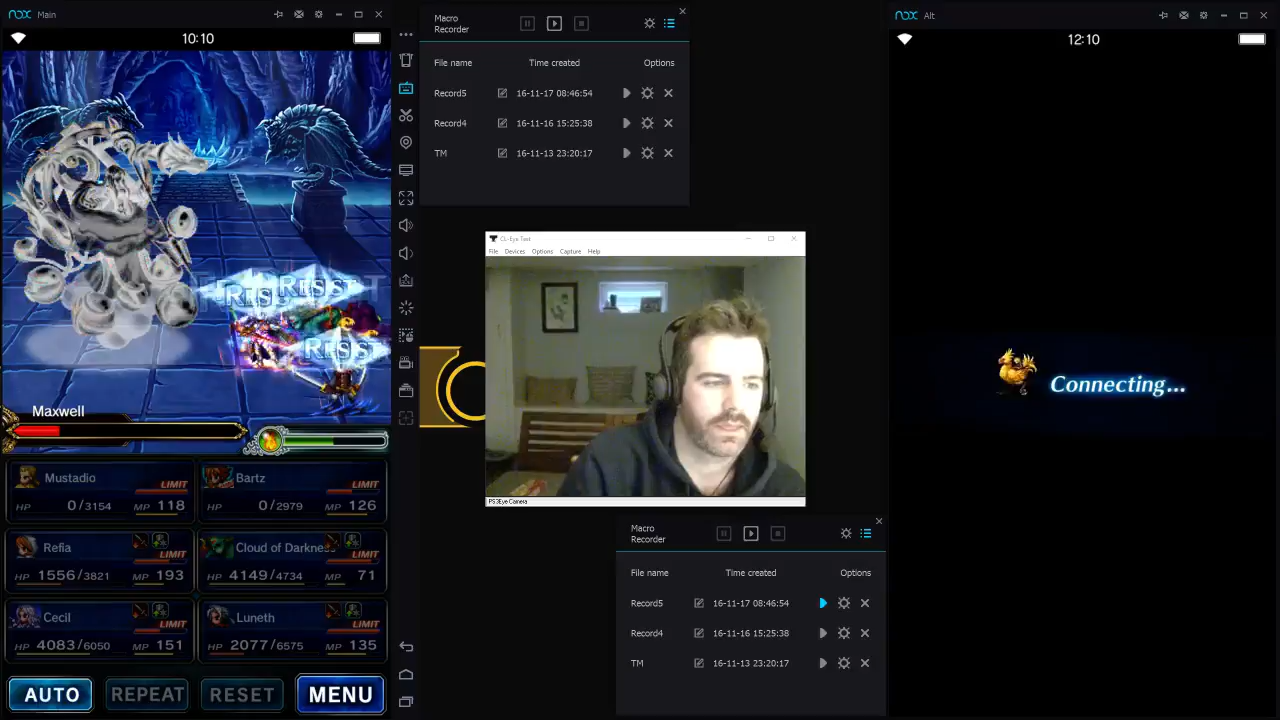 nox Main
10:10
RESIST
RESIST
RESIST
Maxwell
Mustadio
LIMIT
HP 0/3154 MP 118
Bartz
LIMIT
HP 0/2979 MP 126
Refia
LIMIT
HP 1556/3821 MP 193
Cloud of Darkness
LIMIT
HP 4149/4734 MP 71
Cecil
LIMIT
HP 4083/6050 MP 151
Luneth
LIMIT
HP 2077/6575 MP 135
AUTO REPEAT RESET MENU
Macro
Recorder
File name Time created Options
Record5 16-11-17 08:46:54
Record4 16-11-16 15:25:38
TM 16-11-13 23:20:17
CL-Eye Test
File Devices Options Capture Help
PS3Eye Camera
Macro
Recorder
File name Time created Options
Record5 16-11-17 08:46:54
Record4 16-11-16 15:25:38
TM 16-11-13 23:20:17
nox Alt
12:10
Connecting...